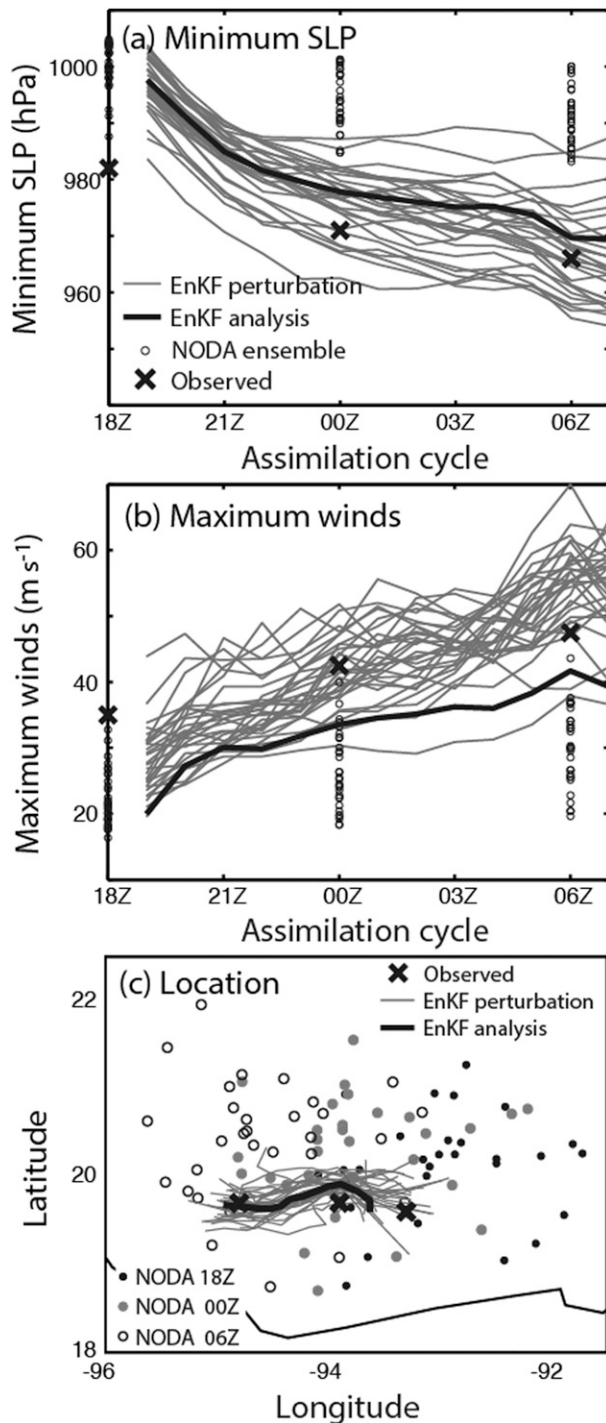 (a) Minimum SLP
Minimum SLP (hPa)
1000
980
960
EnKF perturbation
EnKF analysis
NODA ensemble
Observed
18Z 21Z 00Z 03Z 06Z
Assimilation cycle
(b) Maximum winds
Maximum winds (m s-1)
60
40
20
18Z 21Z 00Z 03Z 06Z
Assimilation cycle
(c) Location
Latitude
22
20
18
Observed
EnKF perturbation
EnKF analysis
NODA 18Z
NODA 00Z
NODA 06Z
-96 -94 -92
Longitude